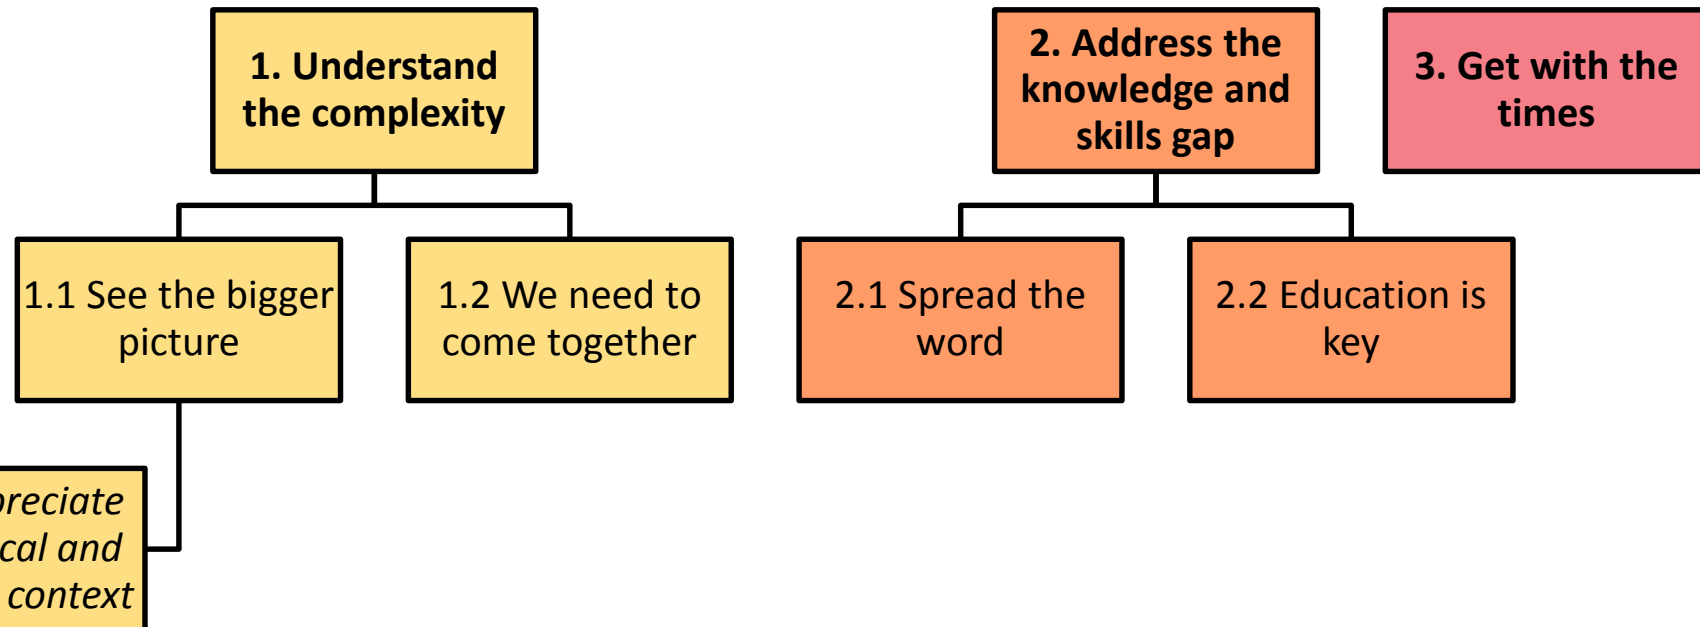 1. Understand
the complexity
2. Address the
knowledge and
skills gap
3. Get with the
times
1.1 See the bigger
picture
1.2 We need to
come together
2.1 Spread the
word
2.2 Education is
key
and
context